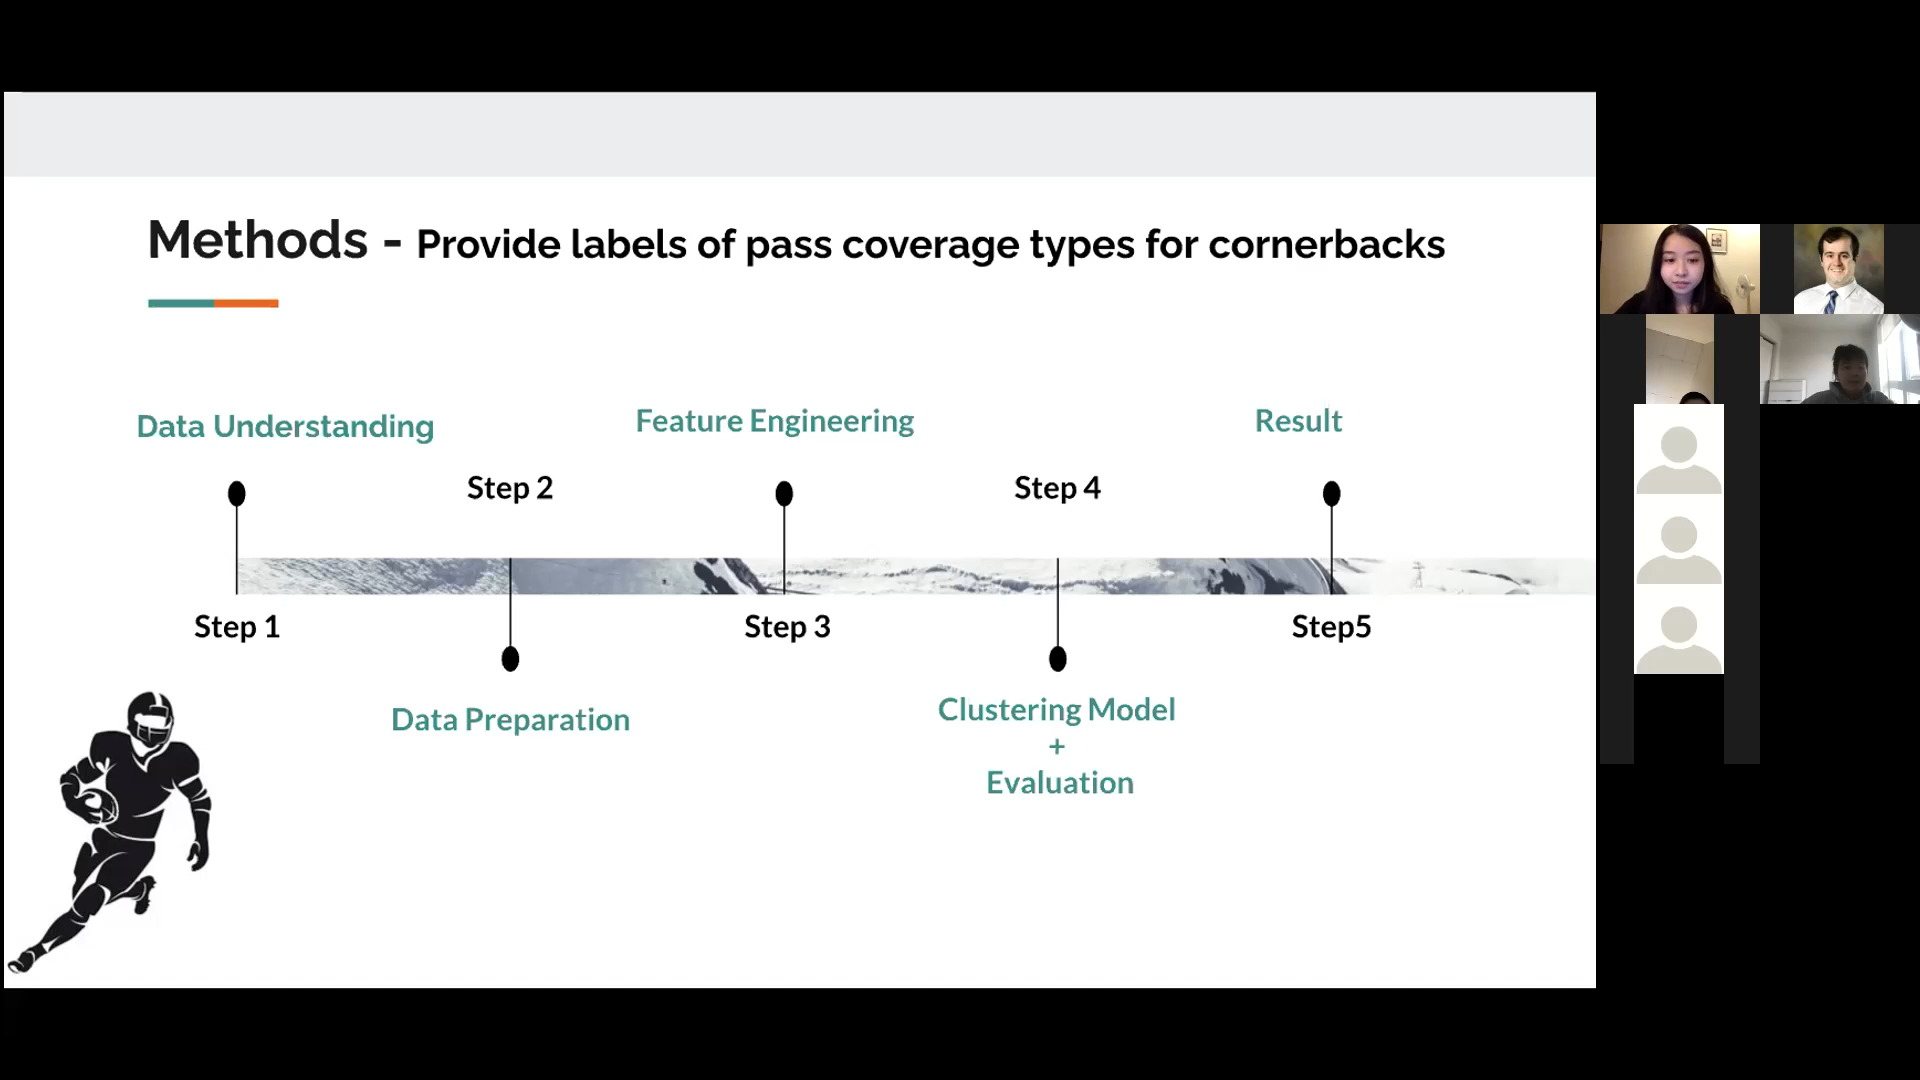 Methods - Provide labels of pass coverage types for cornerbacks
Data Understanding
Feature Engineering
Result
Step 2
Step 4
Step 1
Step 3
Step5
Data Preparation
Clustering Model
+
Evaluation